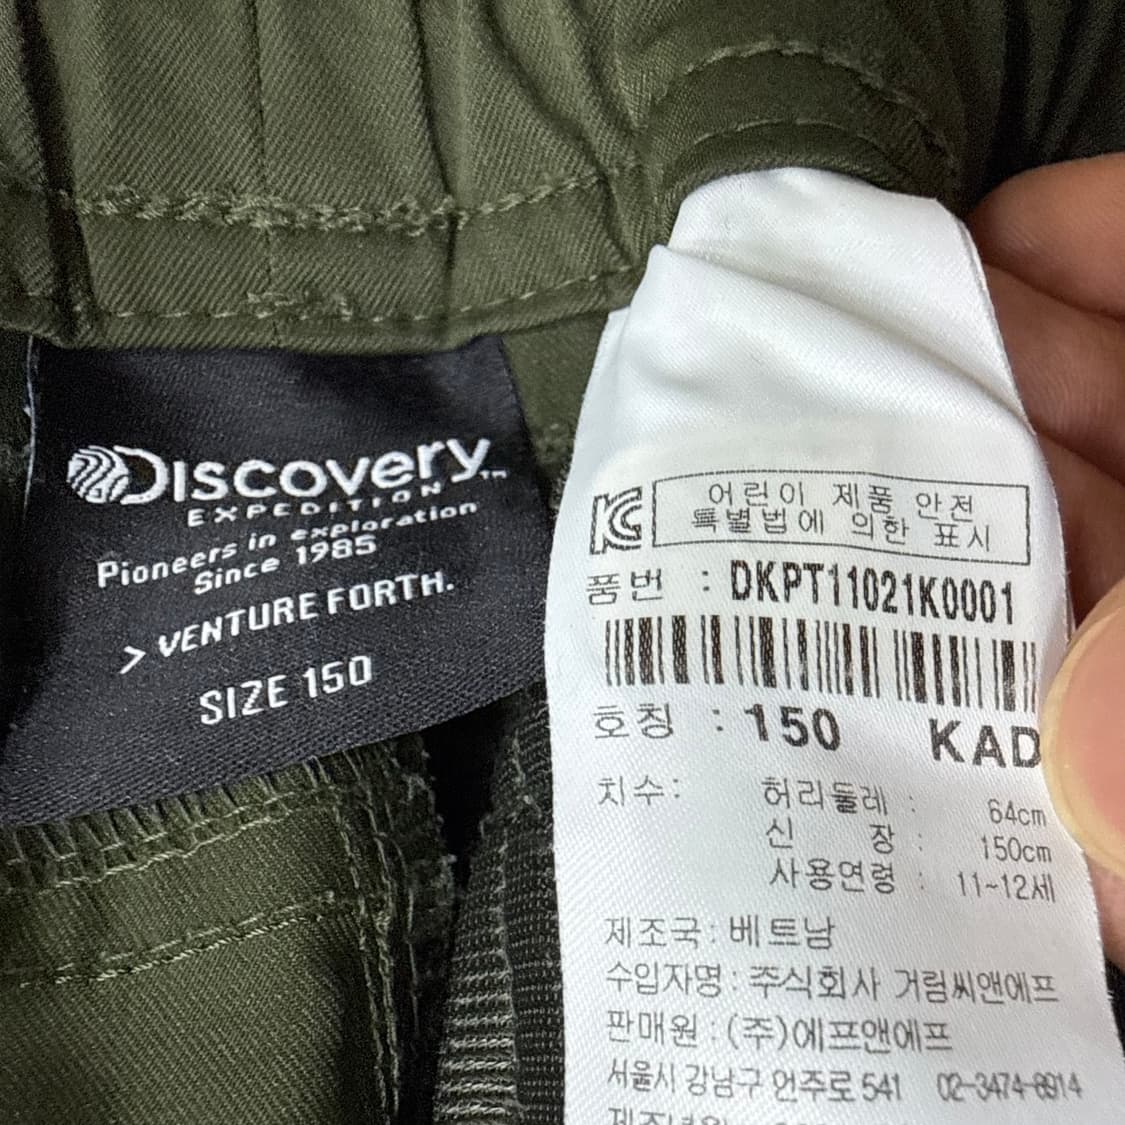 Discovery™
EXPEDITION
Pioneers in exploration
Since 1985
> VENTURE FORTH.
SIZE 150
KC
어린이 제품 안전
특별법에 의한 표시
품번 : DKPT11021K0001
호칭 : 150 KAD
치수: 허리둘레 : 64cm
신 장 : 150cm
사용연령 : 11~12세
제조국 : 베트남
수입자명 : 주식회사 거림씨앤에프
판매원 : (주)에프앤에프
서울시 강남구 언주로 541 02-3474-8914